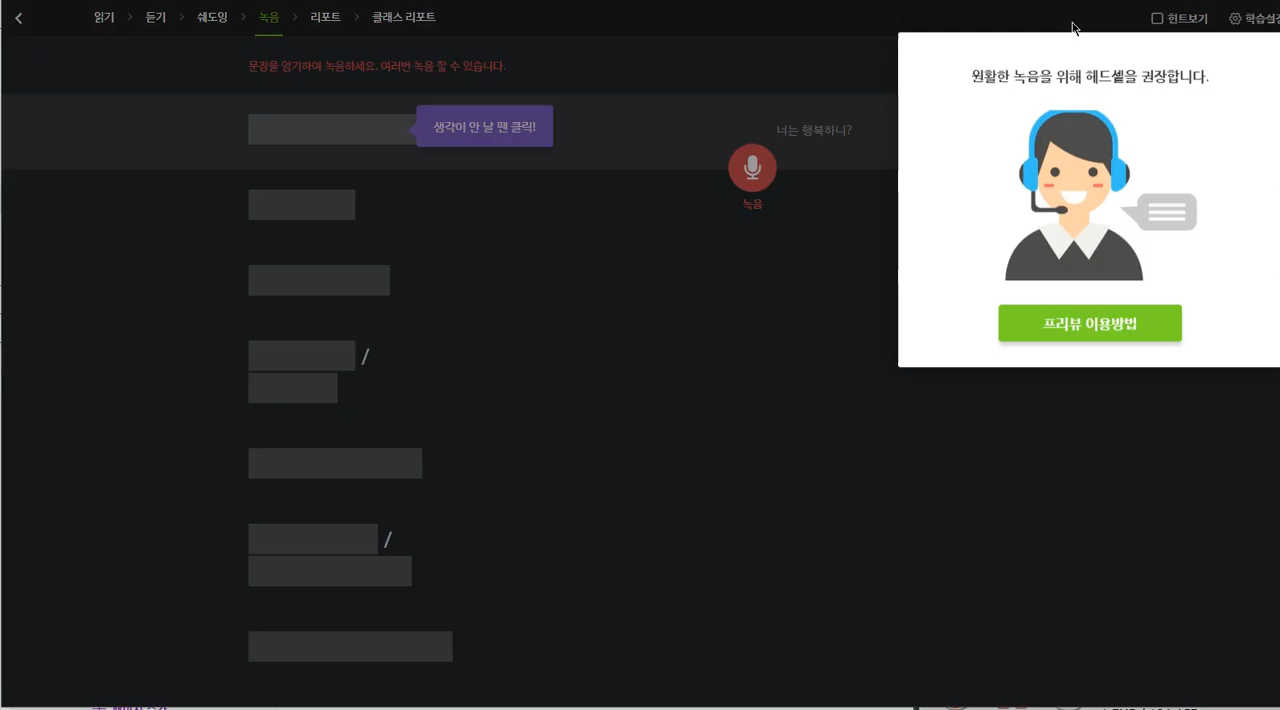 읽기 > 듣기 > 쉐도잉 > 녹음 > 리포트 > 클래스 리포트
힌트보기
문장을 암기하여 녹음하세요. 여러번 녹음 할 수 있습니다.
원활한 녹음을 위해 헤드셋을 권장합니다.
생각이 안 날 땐 클릭!
너는 행복하니?
녹음
/
프리뷰 이용방법
/